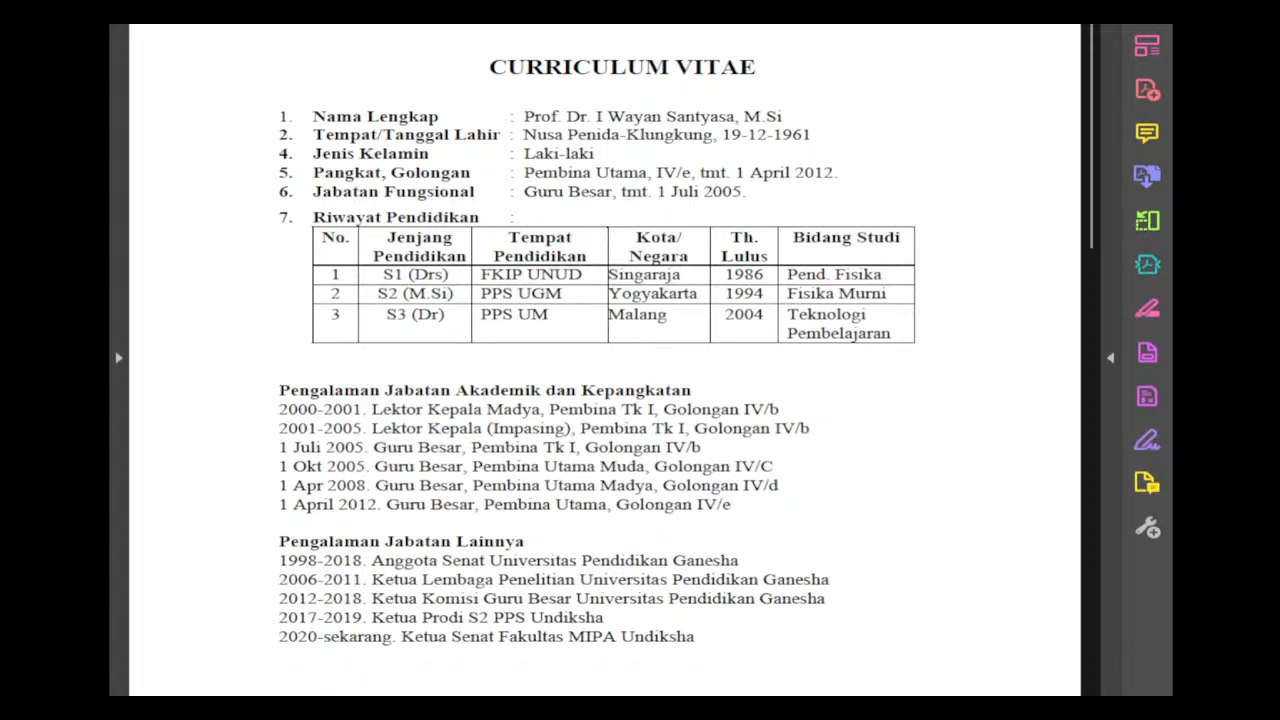 CURRICULUM VITAE
1. Nama Lengkap : Prof. Dr. I Wayan Santyasa, M.Si
2. Tempat/Tanggal Lahir : Nusa Penida-Klungkung, 19-12-1961
4. Jenis Kelamin : Laki-laki
5. Pangkat, Golongan : Pembina Utama, IV/e, tmt. 1 April 2012.
6. Jabatan Fungsional : Guru Besar, tmt. 1 Juli 2005.
7. Riwayat Pendidikan :
No. Jenjang Tempat Kota/ Th. Bidang Studi
Pendidikan Pendidikan Negara Lulus
1 S1 (Drs) FKIP UNUD Singaraja 1986 Pend. Fisika
2 S2 (M.Si) PPS UGM Yogyakarta 1994 Fisika Murni
3 S3 (Dr) PPS UM Malang 2004 Teknologi
Pembelajaran
Pengalaman Jabatan Akademik dan Kepangkatan
2000-2001. Lektor Kepala Madya, Pembina Tk I, Golongan IV/b
2001-2005. Lektor Kepala (Impasing), Pembina Tk I, Golongan IV/b
1 Juli 2005. Guru Besar, Pembina Tk I, Golongan IV/b
1 Okt 2005. Guru Besar, Pembina Utama Muda, Golongan IV/C
1 Apr 2008. Guru Besar, Pembina Utama Madya, Golongan IV/d
1 April 2012. Guru Besar, Pembina Utama, Golongan IV/e
Pengalaman Jabatan Lainnya
1998-2018. Anggota Senat Universitas Pendidikan Ganesha
2006-2011. Ketua Lembaga Penelitian Universitas Pendidikan Ganesha
2012-2018. Ketua Komisi Guru Besar Universitas Pendidikan Ganesha
2017-2019. Ketua Prodi S2 PPS Undiksha
2020-sekarang. Ketua Senat Fakultas MIPA Undiksha